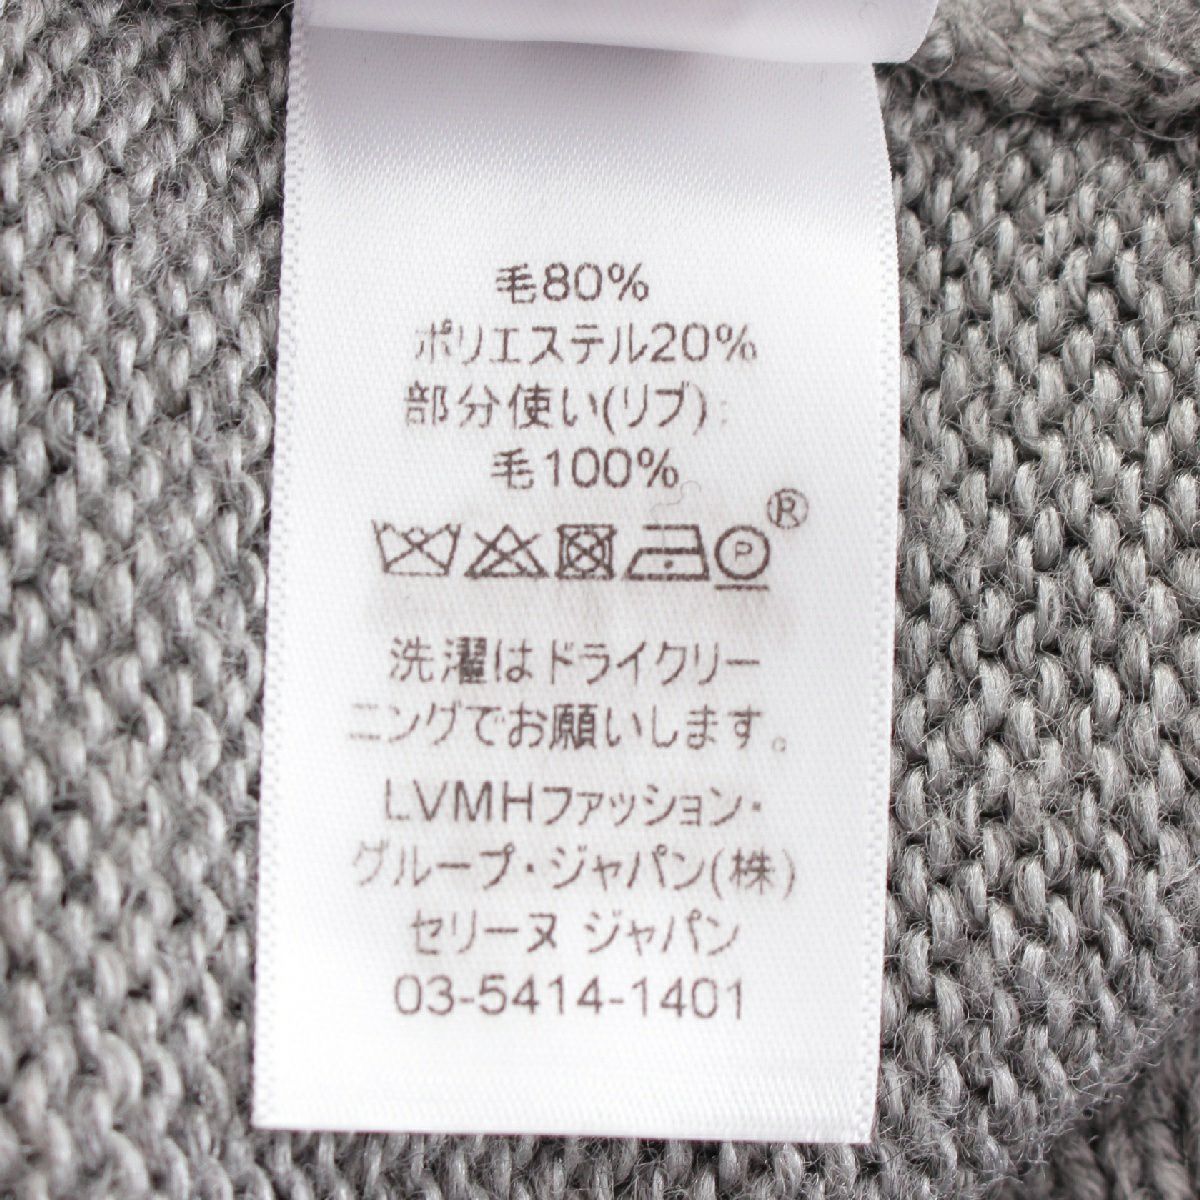 毛80%
ポリエステル20%
部分使い(リブ):
毛100%
P ®
洗濯はドライクリー
ニングでお願いします。
LVMHファッション・
グループ・ジャパン(株)
セリーヌ ジャパン
03-5414-1401